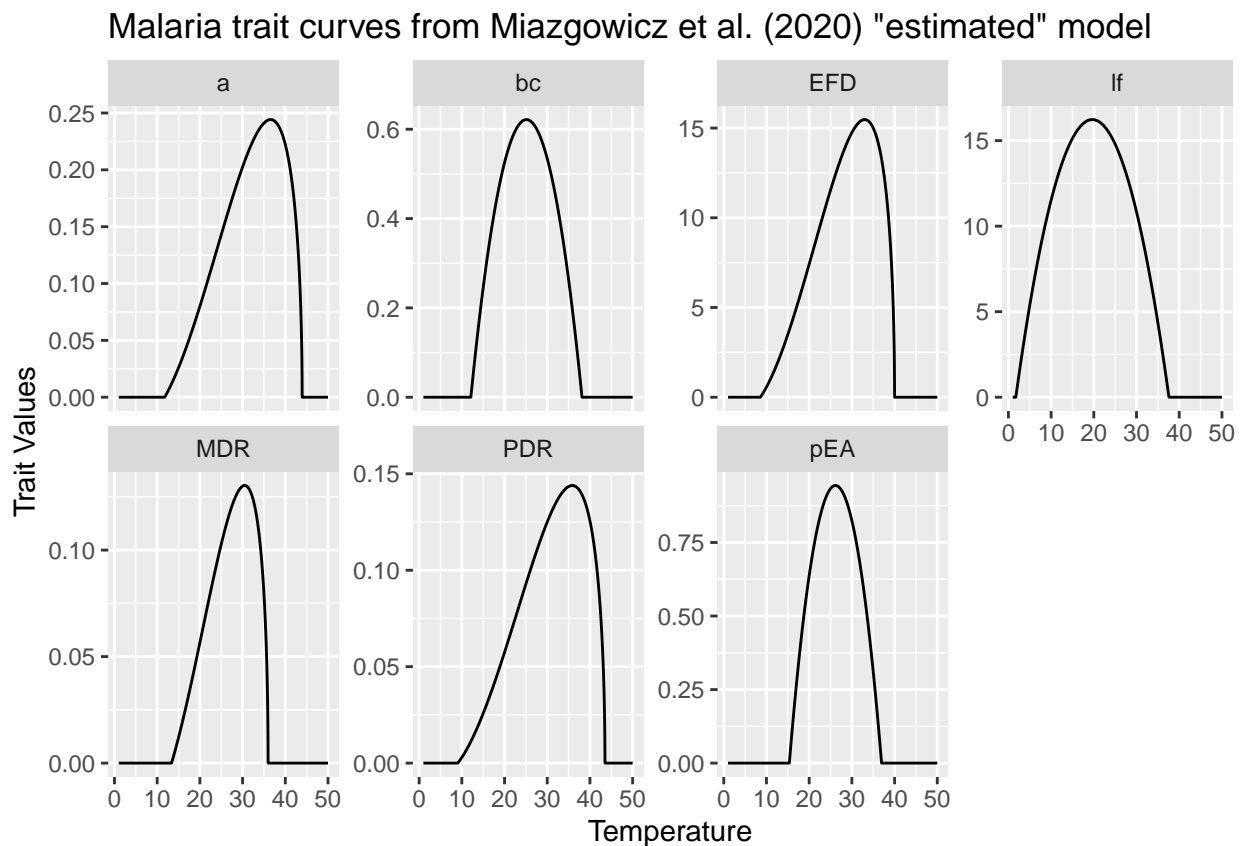 Malaria trait curves from Miazgowicz et al. (2020) "estimated" model
a
bc
EFD
lf
0.25
0.20
0.15
0.10
0.05
0.00
0.6
0.4
0.2
0.0
15
10
5
0
15
10
5
0
0 10 20 30 40 50
MDR
PDR
pEA
0.10
0.05
0.00
0.15
0.10
0.05
0.00
0.75
0.50
0.25
0.00
0 10 20 30 40 50
0 10 20 30 40 50
0 10 20 30 40 50
Trait Values
Temperature